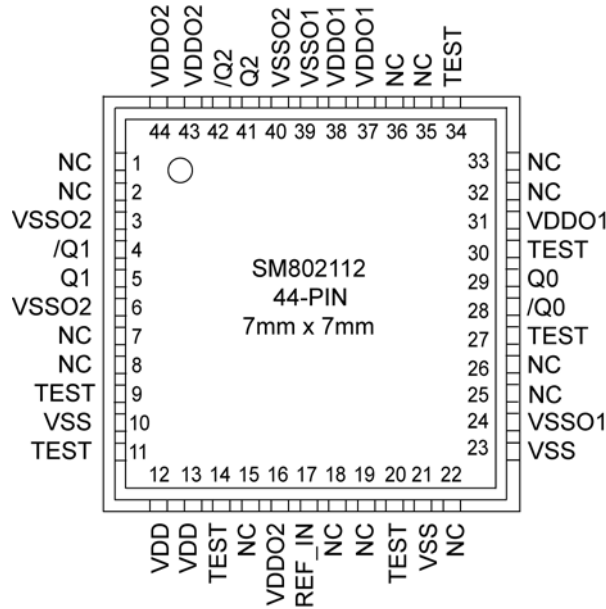 VDDO2 VDDO2 /Q2 Q2 VSSO2 VSSO1 VDDO1 VDDO1 NC NC TEST
44 43 42 41 40 39 38 37 36 35 34
NC 1 33 NC
NC 2 32 NC
VSSO2 3 31 VDDO1
/Q1 4 30 TEST
Q1 5 29 Q0
VSSO2 6 28 /Q0
NC 7 27 TEST
NC 8 26 NC
TEST 9 25 NC
VSS 10 24 VSSO1
TEST 11 23 VSS
SM802112
44-PIN
7mm x 7mm
12 13 14 15 16 17 18 19 20 21 22
VDD VDD TEST NC VDDO2 REF_IN NC NC TEST VSS NC